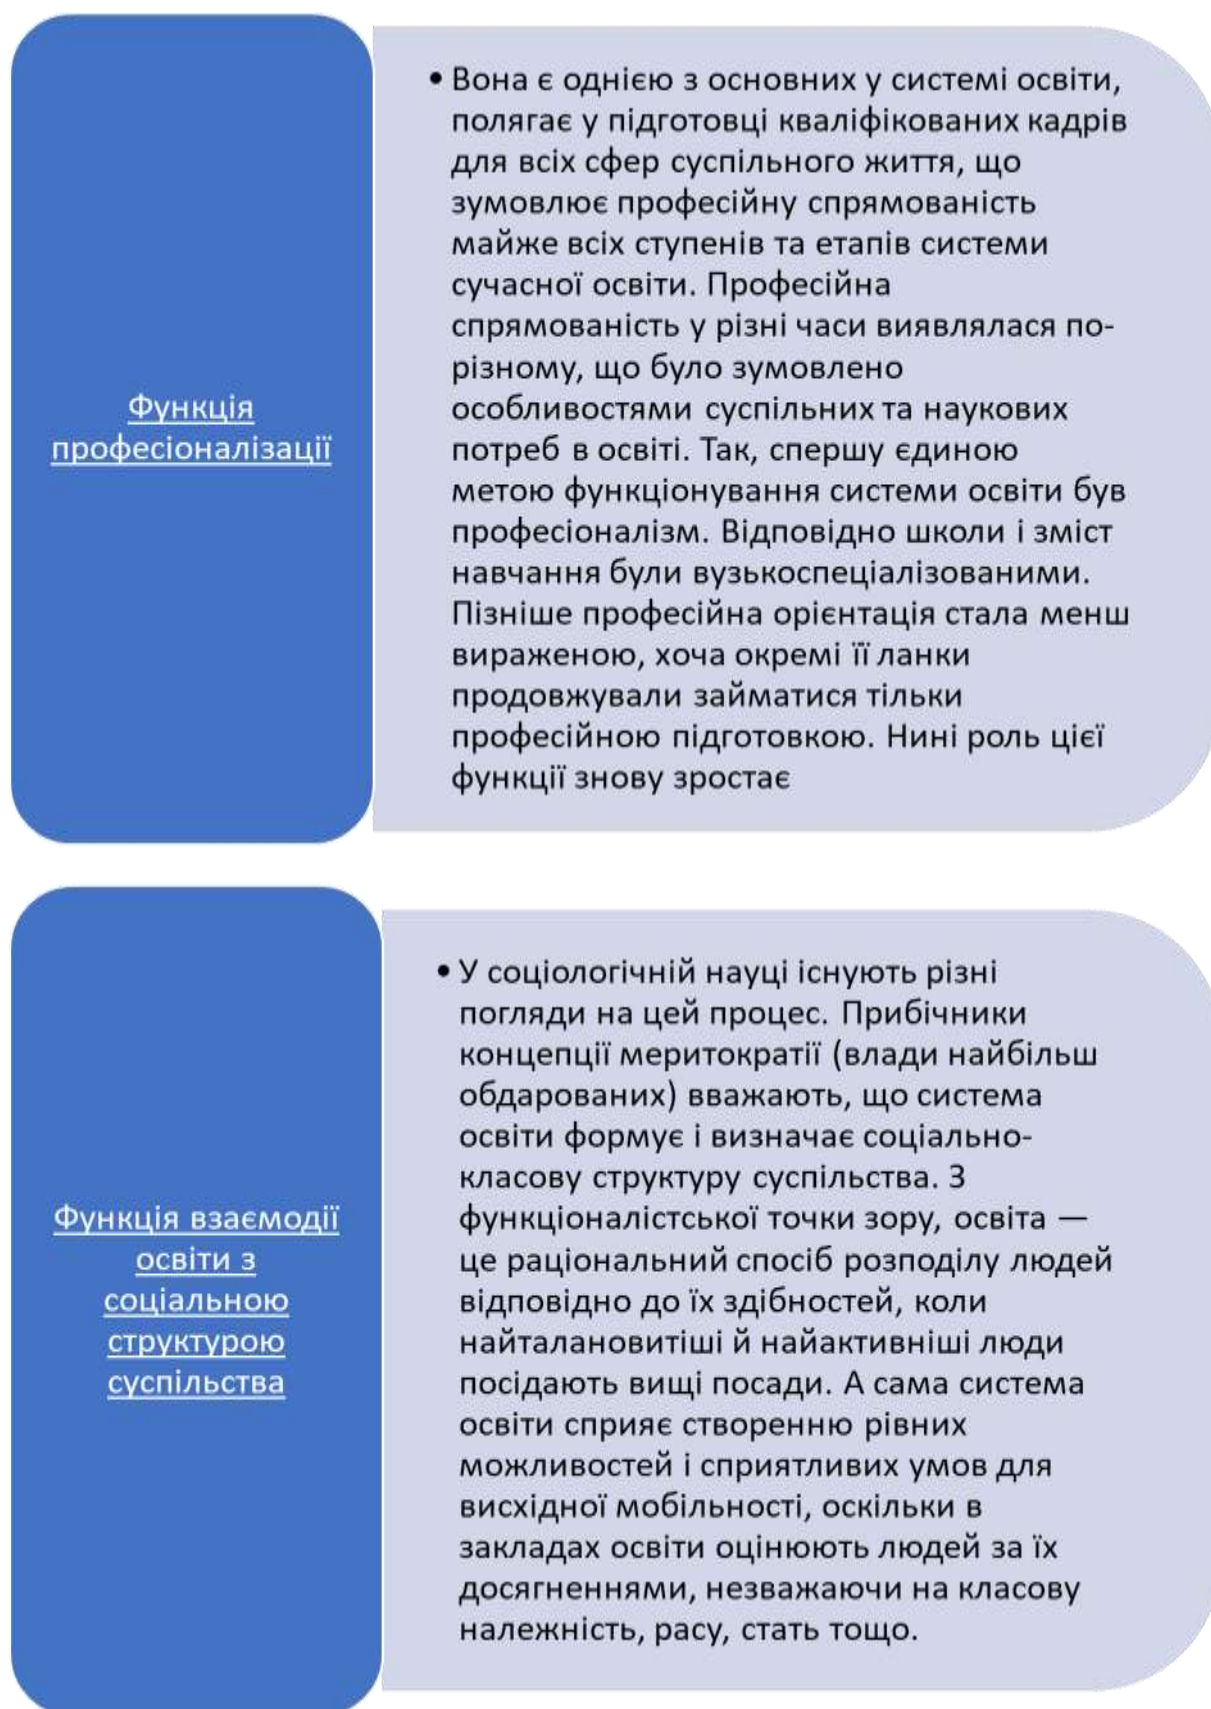 Функція
професіоналізації
• Вона є однією з основних у системі освіти,
полягає у підготовці кваліфікованих кадрів
для всіх сфер суспільного життя, що
зумовлює професійну спрямованість
майже всіх ступенів та етапів системи
сучасної освіти. Професійна
спрямованість у різні часи виявлялася по-
різному, що було зумовлено
особливостями суспільних та наукових
потреб в освіті. Так, спершу єдиною
метою функціонування системи освіти був
професіоналізм. Відповідно школи і зміст
навчання були вузькоспеціалізованими.
Пізніше професійна орієнтація стала менш
вираженою, хоча окремі її ланки
продовжували займатися тільки
професійною підготовкою. Нині роль цієї
функції знову зростає
Функція взаємодії
освіти з
соціальною
структурою
суспільства
• У соціологічній науці існують різні
погляди на цей процес. Прибічники
концепції меритократії (влади найбільш
обдарованих) вважають, що система
освіти формує і визначає соціально-
класову структуру суспільства. З
функціоналістської точки зору, освіта —
це раціональний спосіб розподілу людей
відповідно до їх здібностей, коли
найталановитіші й найактивніші люди
посідають вищі посади. А сама система
освіти сприяє створенню рівних
можливостей і сприятливих умов для
висхідної мобільності, оскільки в
закладах освіти оцінюють людей за їх
досягненнями, незважаючи на класову
належність, расу, стать тощо.